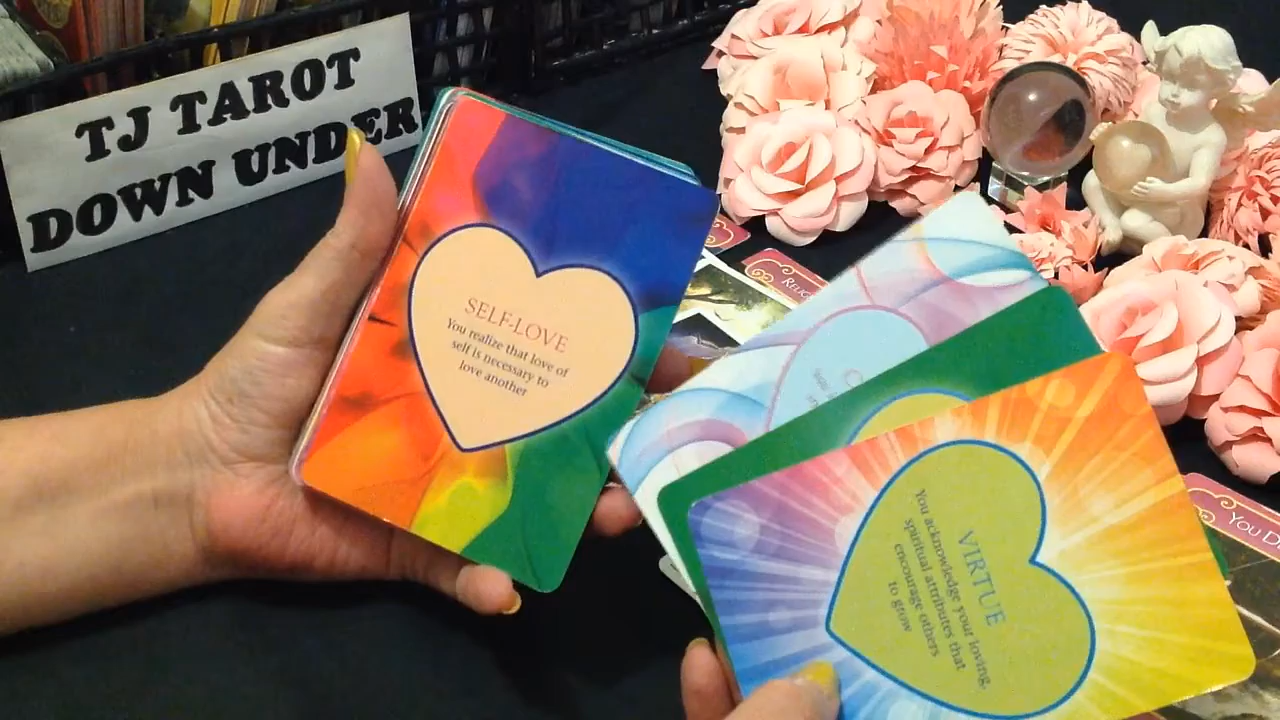 TJ TAROT
DOWN UNDER
SELF-LOVE
You realize that love of
self is necessary to
love another
VIRTUE
You acknowledge your loving,
spiritual attributes that
encourage others
to grow
YOU D